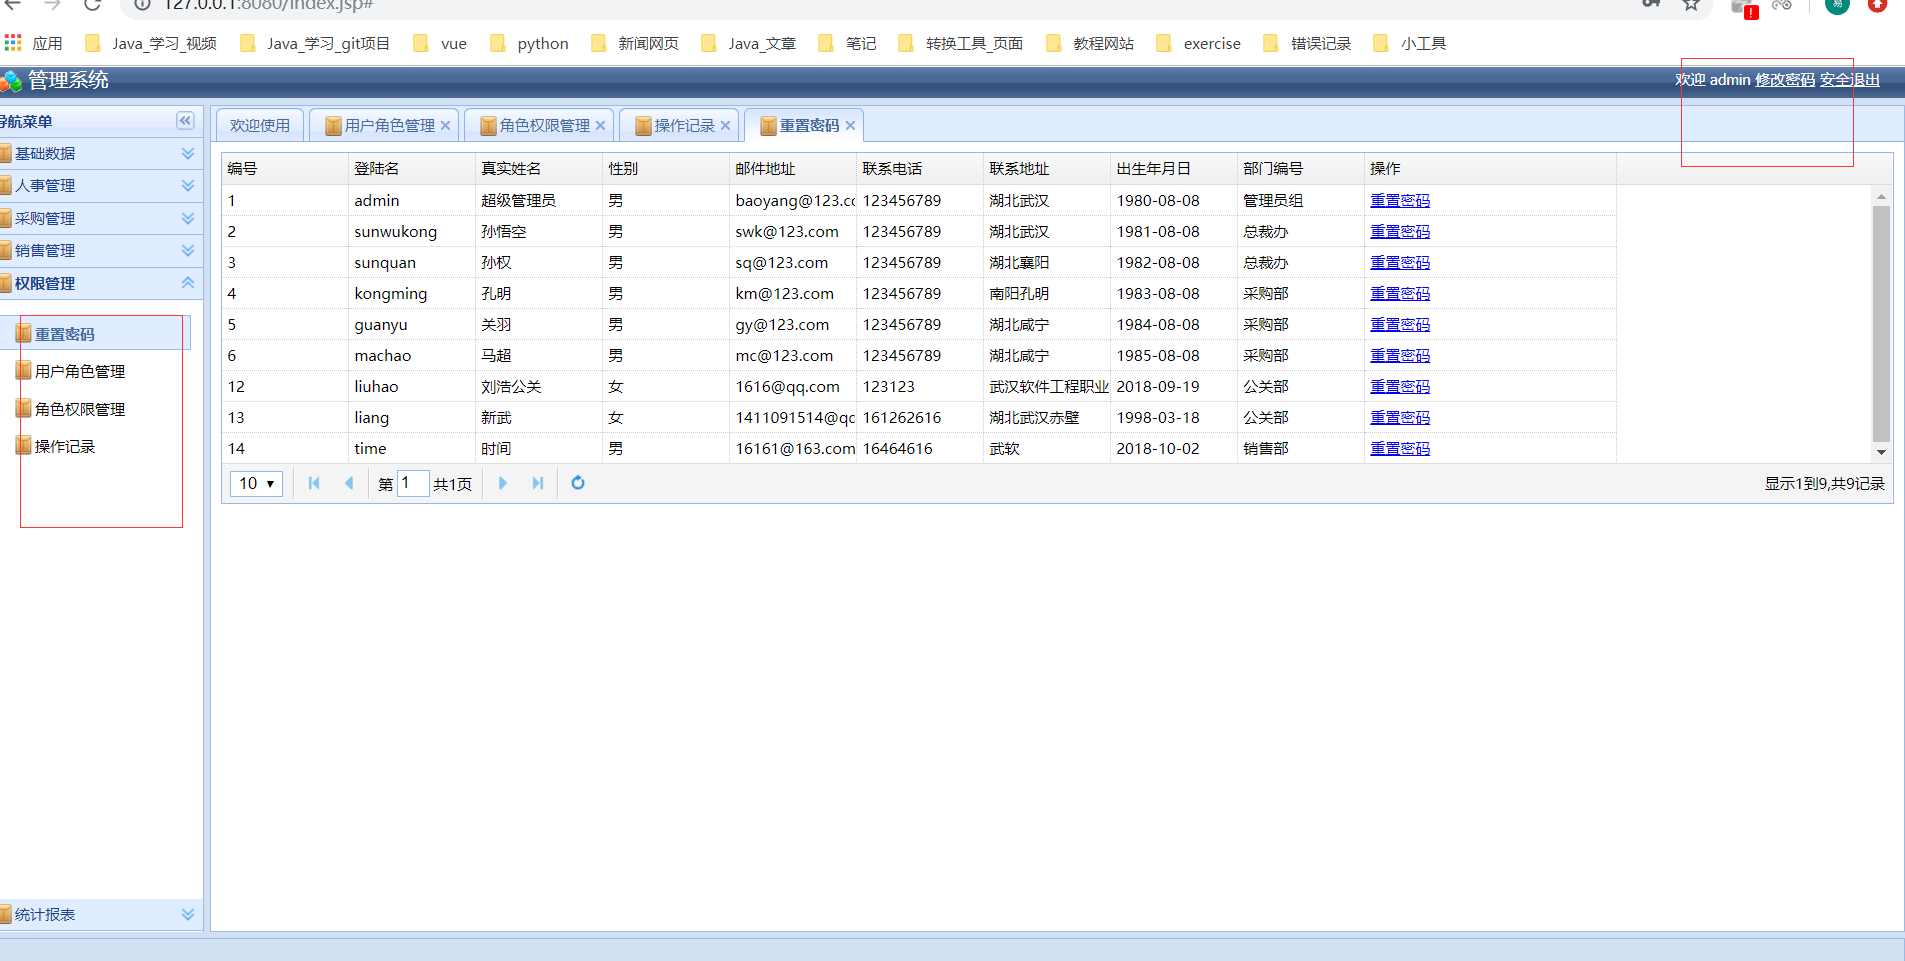 127.0.0.1:8080/index.jsp#
应用 Java_学习_视频 Java_学习_git项目 vue python 新闻网页 Java_文章 笔记 转换工具_页面 教程网站 exercise 错误记录 小工具
管理系统 欢迎 admin 修改密码 安全退出
导航菜单
基础数据
人事管理
采购管理
销售管理
权限管理
重置密码
用户角色管理
角色权限管理
操作记录
统计报表
欢迎使用 用户角色管理 角色权限管理 操作记录 重置密码
编号 登陆名 真实姓名 性别 邮件地址 联系电话 联系地址 出生年月日 部门编号 操作
1 admin 超级管理员 男 baoyang@123.cc 123456789 湖北武汉 1980-08-08 管理员组 重置密码
2 sunwukong 孙悟空 男 swk@123.com 123456789 湖北武汉 1981-08-08 总裁办 重置密码
3 sunquan 孙权 男 sq@123.com 123456789 湖北襄阳 1982-08-08 总裁办 重置密码
4 kongming 孔明 男 km@123.com 123456789 南阳孔明 1983-08-08 采购部 重置密码
5 guanyu 关羽 男 gy@123.com 123456789 湖北咸宁 1984-08-08 采购部 重置密码
6 machao 马超 男 mc@123.com 123456789 湖北咸宁 1985-08-08 采购部 重置密码
12 liuhao 刘浩公关 女 1616@qq.com 123123 武汉软件工程职业 2018-09-19 公关部 重置密码
13 liang 新武 女 1411091514@qc 161262616 湖北武汉赤壁 1998-03-18 公关部 重置密码
14 time 时间 男 16161@163.com 16464616 武软 2018-10-02 销售部 重置密码
10 第 1 共1页 显示1到9,共9记录